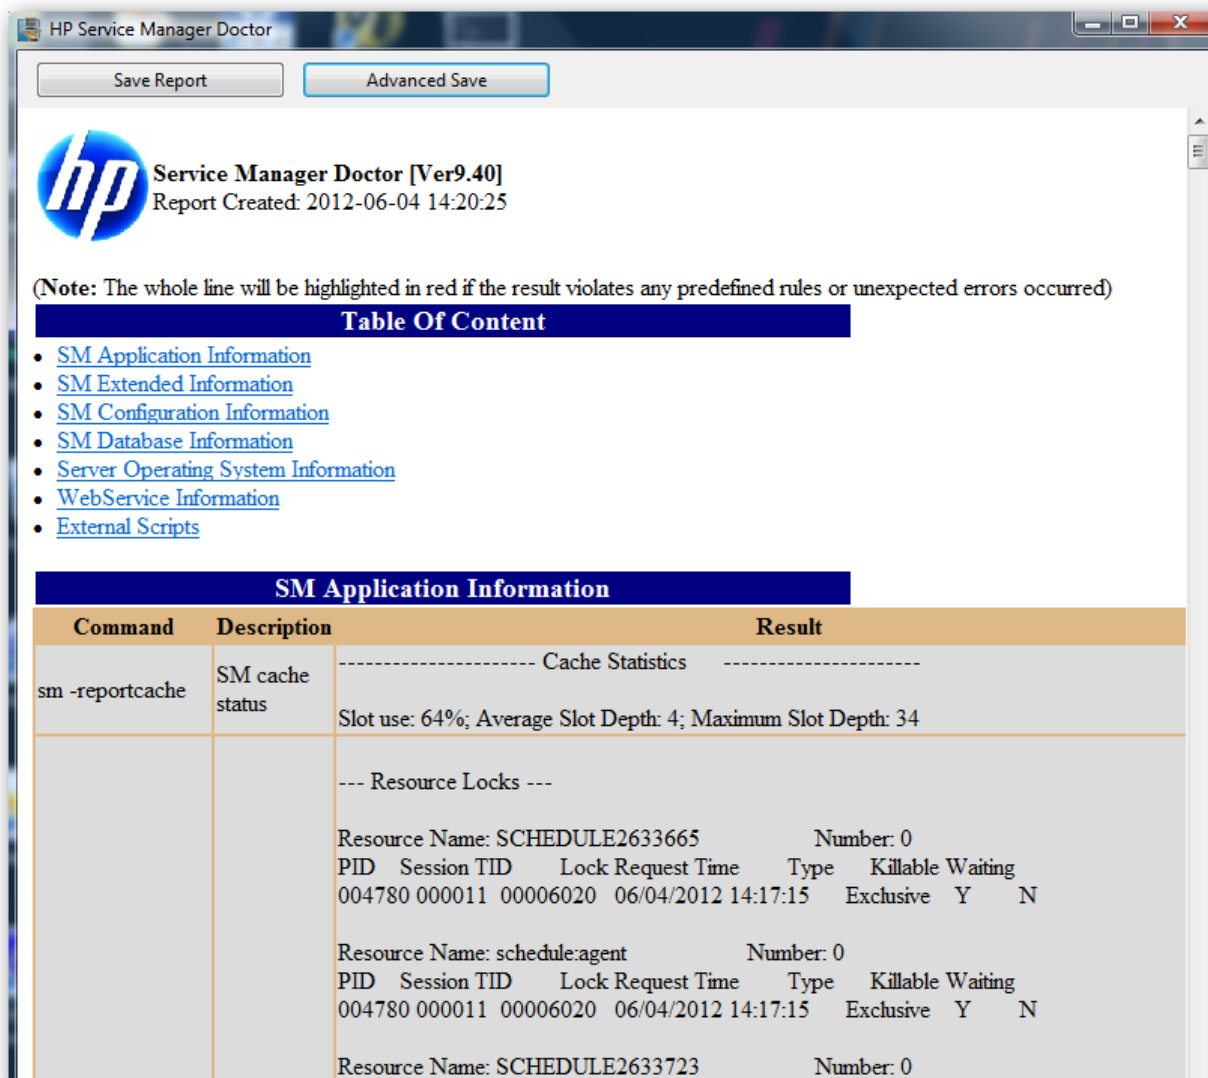 HP Service Manager Doctor
Save Report Advanced Save
hp
Service Manager Doctor [Ver9.40]
Report Created: 2012-06-04 14:20:25
(Note: The whole line will be highlighted in red if the result violates any predefined rules or unexpected errors occurred)
Table Of Content
• SM Application Information
• SM Extended Information
• SM Configuration Information
• SM Database Information
• Server Operating System Information
• WebService Information
• External Scripts
SM Application Information
Command Description Result
sm -reportcache
SM cache
status
---------------------- Cache Statistics ----------------------
Slot use: 64%; Average Slot Depth: 4; Maximum Slot Depth: 34
--- Resource Locks ---
Resource Name: SCHEDULE2633665 Number: 0
PID Session TID Lock Request Time Type Killable Waiting
004780 000011 00006020 06/04/2012 14:17:15 Exclusive Y N
Resource Name: schedule:agent Number: 0
PID Session TID Lock Request Time Type Killable Waiting
004780 000011 00006020 06/04/2012 14:17:15 Exclusive Y N
Resource Name: SCHEDULE2633723 Number: 0